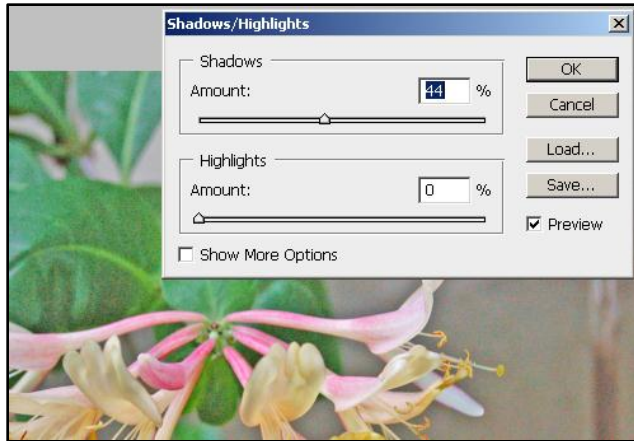 Shadows/Highlights
Shadows
Amount: 44 %
Highlights
Amount: 0 %
Show More Options
OK
Cancel
Load...
Save...
Preview